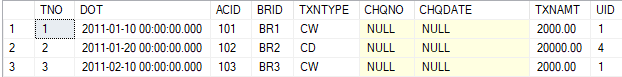 TNO DOT ACID BRID TXNTYPE CHQNO CHQDATE TXNAMT UID
1 1 2011-01-10 00:00:00.000 101 BR1 CW NULL NULL 2000.00 1
2 2 2011-01-20 00:00:00.000 102 BR2 CD NULL NULL 20000.00 4
3 3 2011-02-10 00:00:00.000 103 BR3 CW NULL NULL 2000.00 1